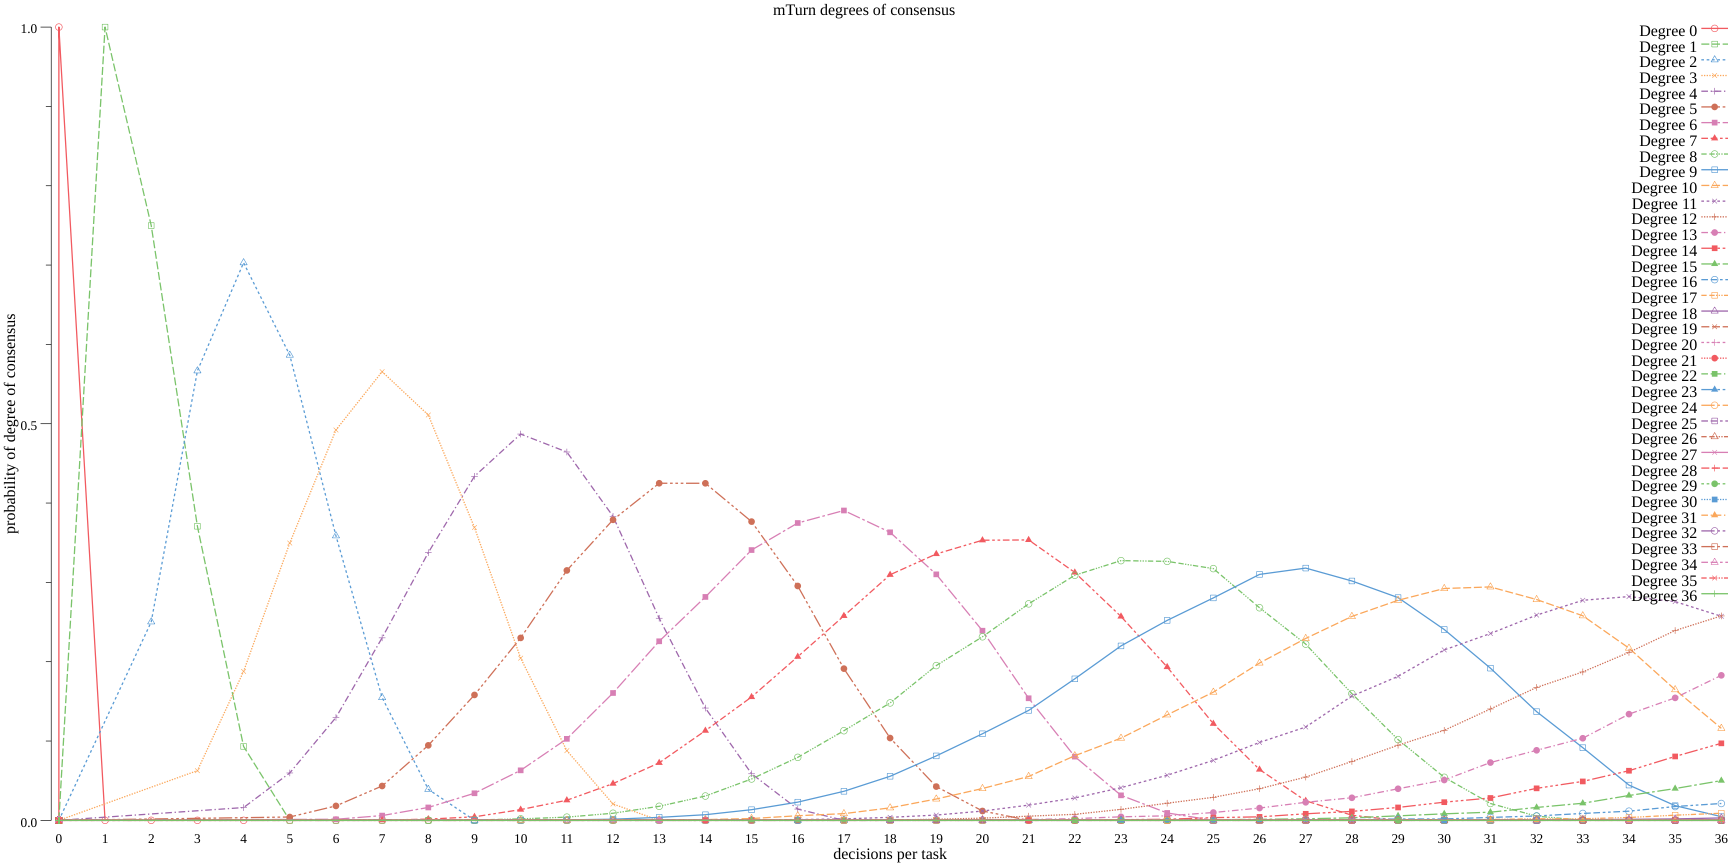 mTurn degrees of consensus
1.0
0.5
0.0
probability of degree of consensus
0 1 2 3 4 5 6 7 8 9 10 11 12 13 14 15 16 17 18 19 20 21 22 23 24 25 26 27 28 29 30 31 32 33 34 35 36
decisions per task
Degree 0
Degree 1
Degree 2
Degree 3
Degree 4
Degree 5
Degree 6
Degree 7
Degree 8
Degree 9
Degree 10
Degree 11
Degree 12
Degree 13
Degree 14
Degree 15
Degree 16
Degree 17
Degree 18
Degree 19
Degree 20
Degree 21
Degree 22
Degree 23
Degree 24
Degree 25
Degree 26
Degree 27
Degree 28
Degree 29
Degree 30
Degree 31
Degree 32
Degree 33
Degree 34
Degree 35
Degree 36